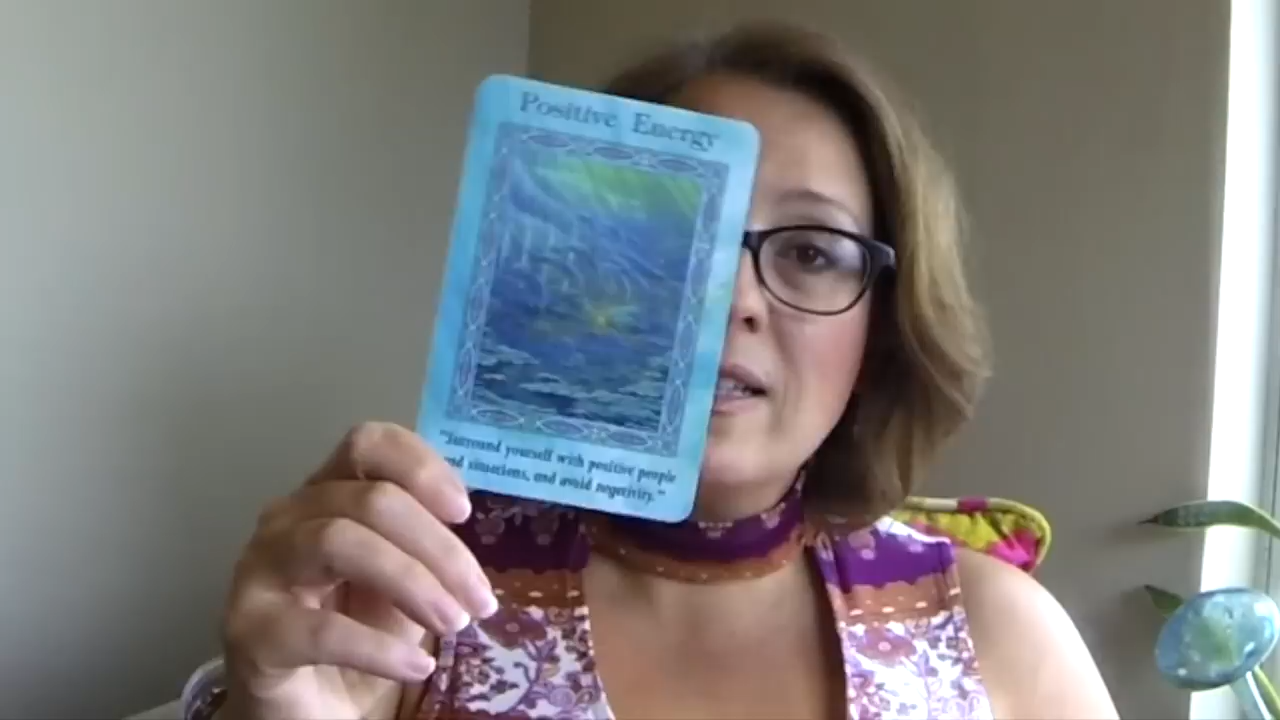 Positive Energy
"Surround yourself with positive people
and situations, and avoid negativity."